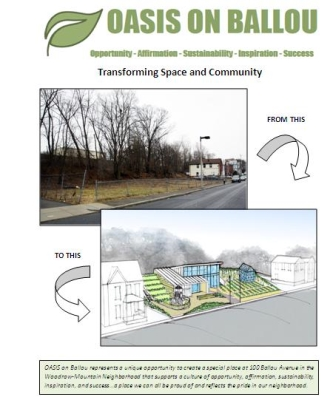 OASIS ON BALLOU
Opportunity - Affirmation - Sustainability - Inspiration - Success
Transforming Space and Community
FROM THIS
TO THIS
OASIS on Ballou represents a unique opportunity to create a special place at 100 Ballou Avenue in the
Woodrow-Mountain Neighborhood that supports a culture of opportunity, affirmation, sustainability,
inspiration, and success...a place we can all be proud of and reflects the pride in our neighborhood.